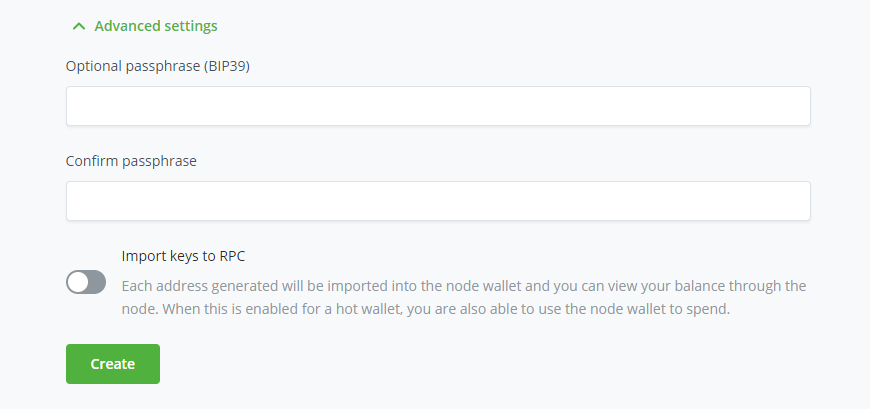 Advanced settings
Optional passphrase (BIP39)
Confirm passphrase
Import keys to RPC
Each address generated will be imported into the node wallet and you can view your balance through the
node. When this is enabled for a hot wallet, you are also able to use the node wallet to spend.
Create